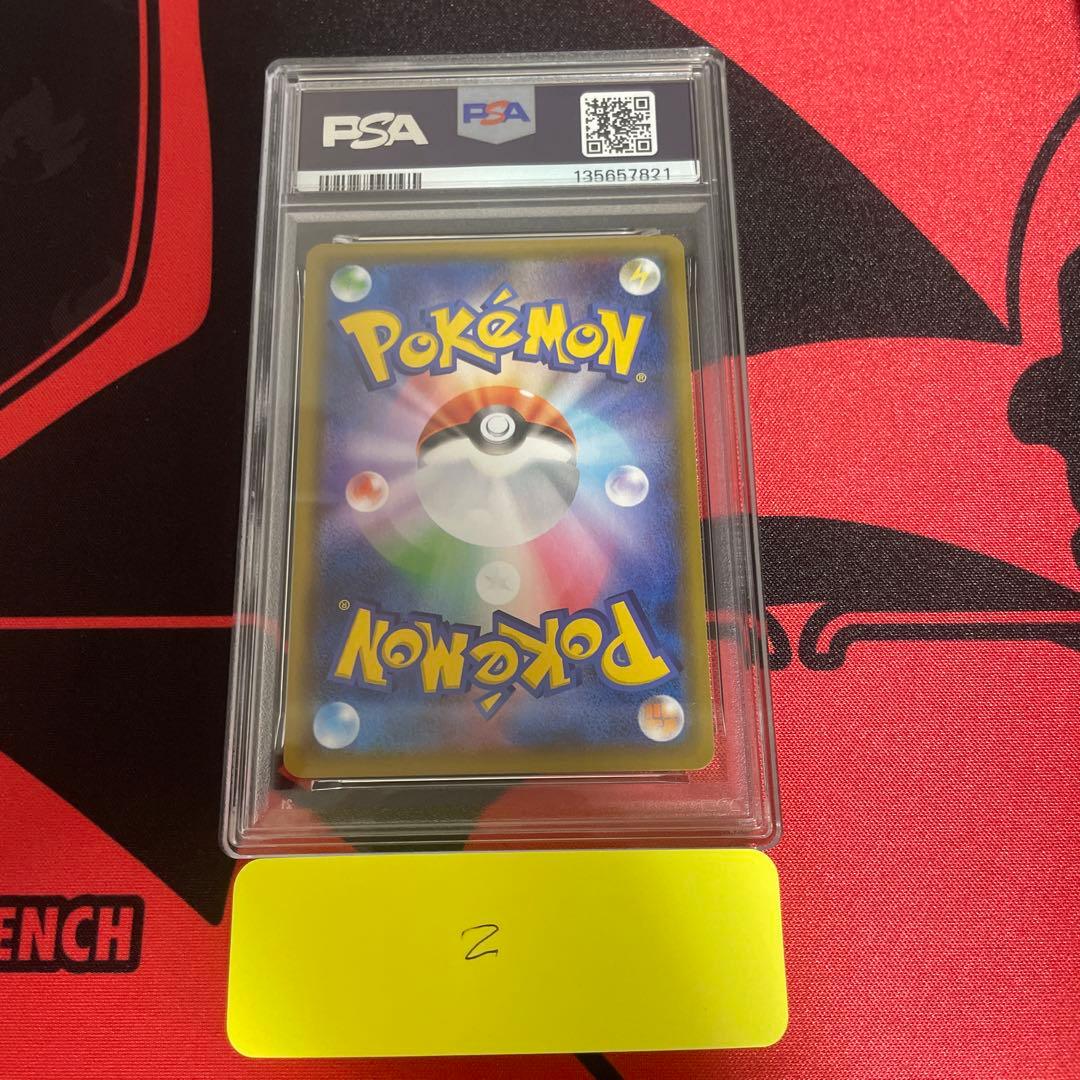 PSA PSA
135657821
POKéMON®
POKéMON®
ENCH
2